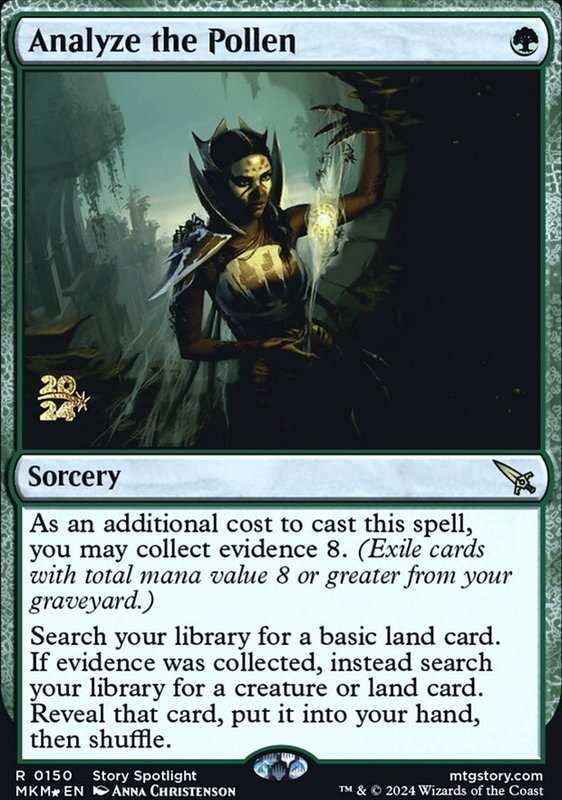 Analyze the Pollen
20
24
Sorcery
As an additional cost to cast this spell,
you may collect evidence 8. (Exile cards
with total mana value 8 or greater from your
graveyard.)
Search your library for a basic land card.
If evidence was collected, instead search
your library for a creature or land card.
Reveal that card, put it into your hand,
then shuffle.
R 0150 Story Spotlight mtgstory.com
MKM★EN Anna Christenson ™ & © 2024 Wizards of the Coast